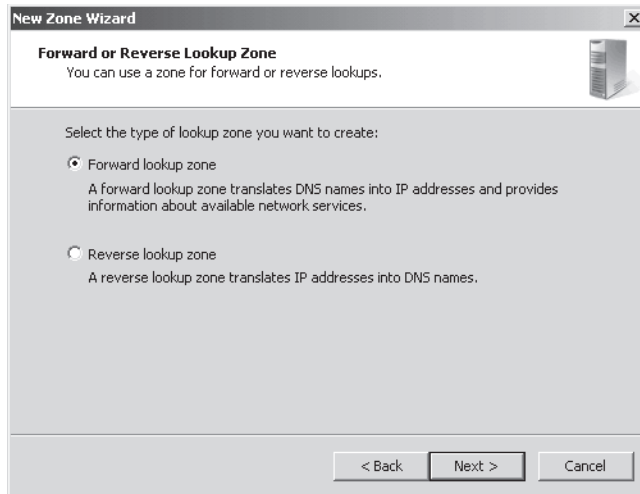 New Zone Wizard
Forward or Reverse Lookup Zone
You can use a zone for forward or reverse lookups.
Select the type of lookup zone you want to create:
Forward lookup zone
A forward lookup zone translates DNS names into IP addresses and provides
information about available network services.
Reverse lookup zone
A reverse lookup zone translates IP addresses into DNS names.
< Back
Next >
Cancel